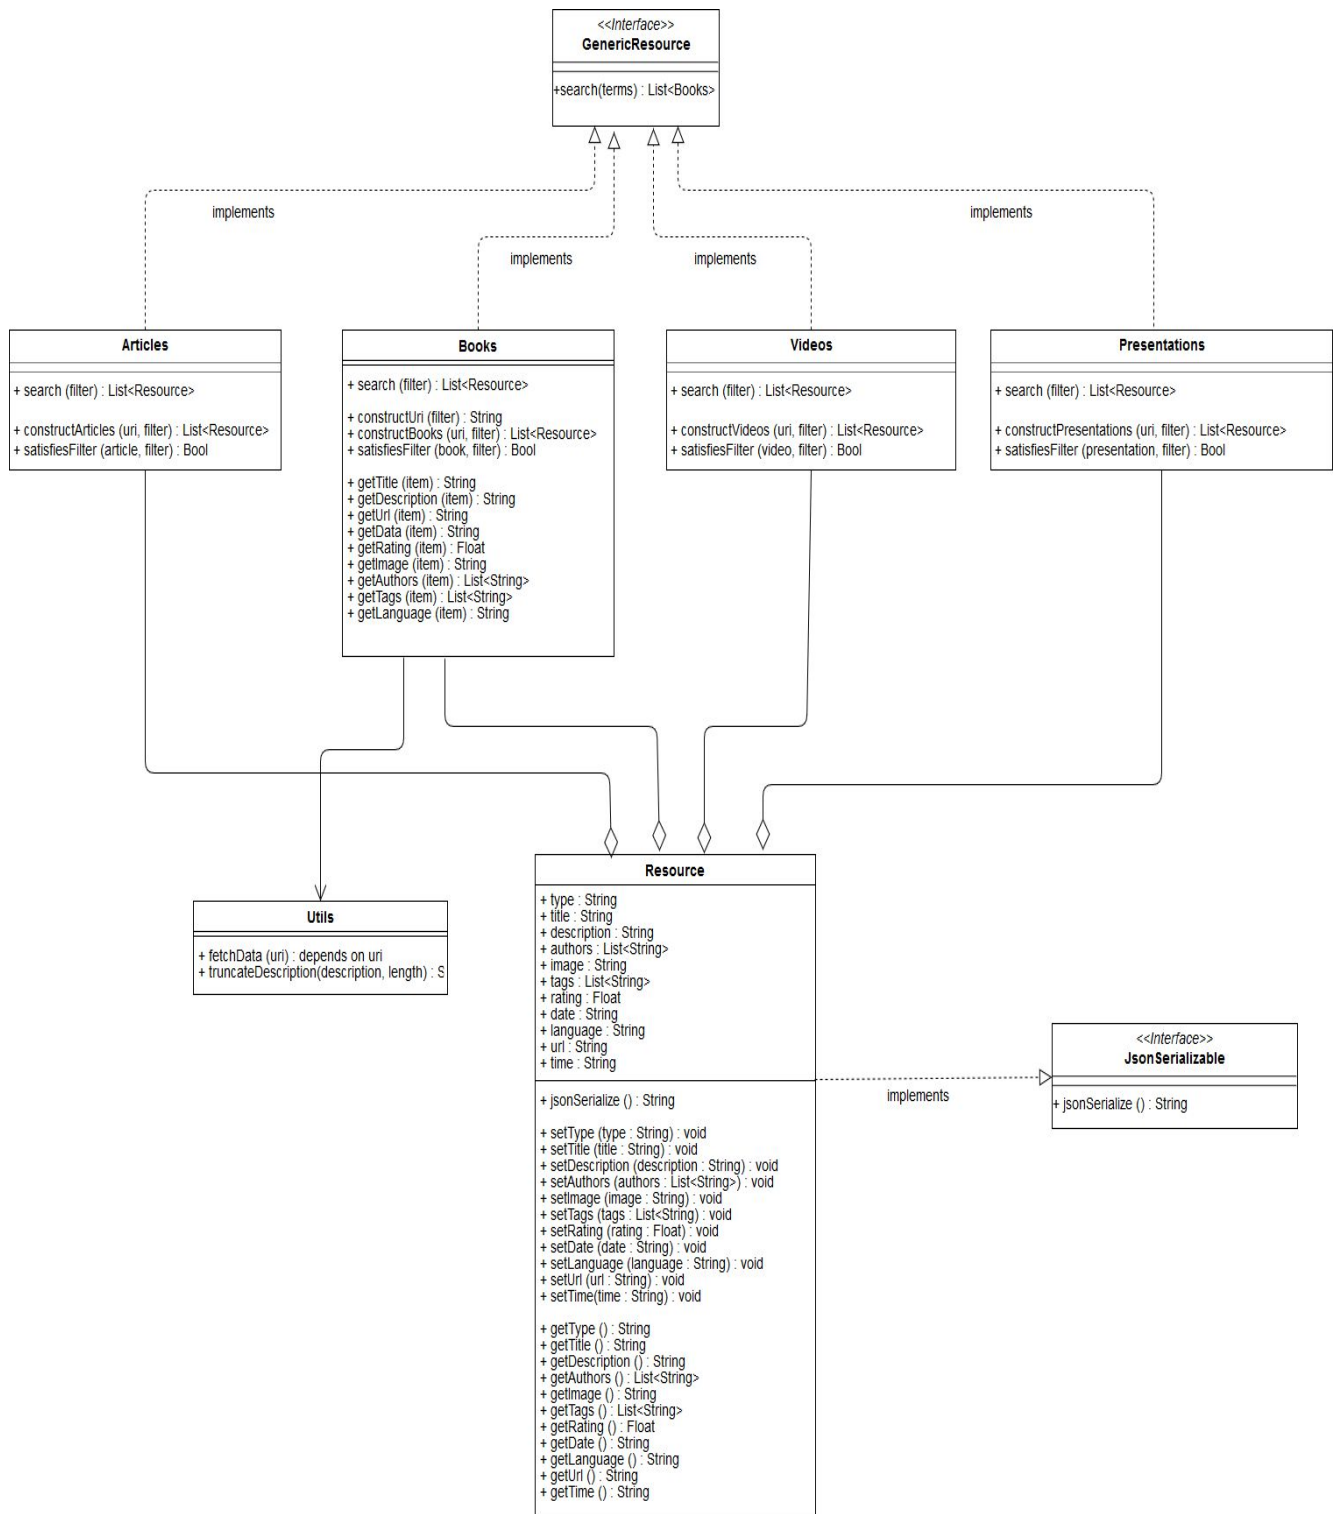 <<Interface>>
GenericResource
+search(terms) : List<Books>
implements
implements
implements
implements
Articles
+ search (filter) : List<Resource>
+ constructArticles (uri, filter) : List<Resource>
+ satisfiesFilter (article, filter) : Bool
Books
+ search (filter) : List<Resource>
+ constructUri (filter) : String
+ constructBooks (uri, filter) : List<Resource>
+ satisfiesFilter (book, filter) : Bool
+ getTitle (item) : String
+ getDescription (item) : String
+ getUrl (item) : String
+ getData (item) : String
+ getRating (item) : Float
+ getImage (item) : String
+ getAuthors (item) : List<String>
+ getTags (item) : List<String>
+ getLanguage (item) : String
Videos
+ search (filter) : List<Resource>
+ constructVideos (uri, filter) : List<Resource>
+ satisfiesFilter (video, filter) : Bool
Presentations
+ search (filter) : List<Resource>
+ constructPresentations (uri, filter) : List<Resource>
+ satisfiesFilter (presentation, filter) : Bool
Utils
+ fetchData (uri) : depends on uri
+ truncateDescription(description, length) : S
Resource
+ type : String
+ title : String
+ description : String
+ authors : List<String>
+ image : String
+ tags : List<String>
+ rating : Float
+ date : String
+ language : String
+ url : String
+ time : String
+ jsonSerialize () : String
+ setType (type : String) : void
+ setTitle (title : String) : void
+ setDescription (description : String) : void
+ setAuthors (authors : List<String>) : void
+ setImage (image : String) : void
+ setTags (tags : List<String) : void
+ setRating (rating : Float) : void
+ setDate (date : String) : void
+ setLanguage (language : String) : void
+ setUrl (url : String) : void
+ setTime(time : String) : void
+ getType () : String
+ getTitle () : String
+ getDescription () : String
+ getAuthors () : List<String>
+ getImage () : String
+ getTags () : List<String>
+ getRating () : Float
+ getDate () : String
+ getLanguage () : String
+ getUrl () : String
+ getTime () : String
implements
<<Interface>>
JsonSerializable
+ jsonSerialize () : String